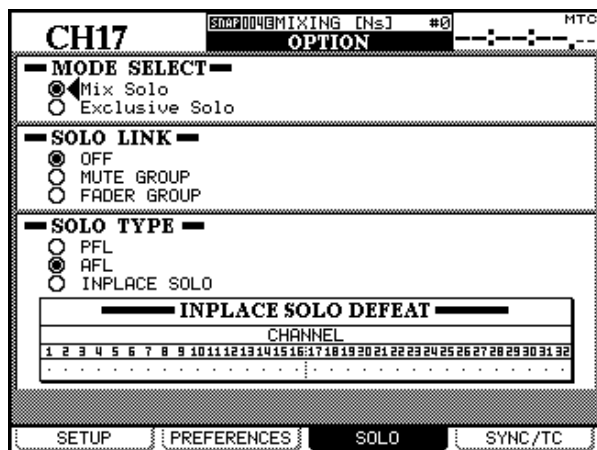 CH17
SNAP004 MIXING [Ns] #0
OPTION
MTC
--:--:--.--
MODE SELECT
Mix Solo
Exclusive Solo
SOLO LINK
OFF
MUTE GROUP
FADER GROUP
SOLO TYPE
PFL
AFL
INPLACE SOLO
INPLACE SOLO DEFEAT
CHANNEL
1 2 3 4 5 6 7 8 9 10 11 12 13 14 15 16 17 18 19 20 21 22 23 24 25 26 27 28 29 30 31 32
SETUP PREFERENCES SOLO SYNC/TC